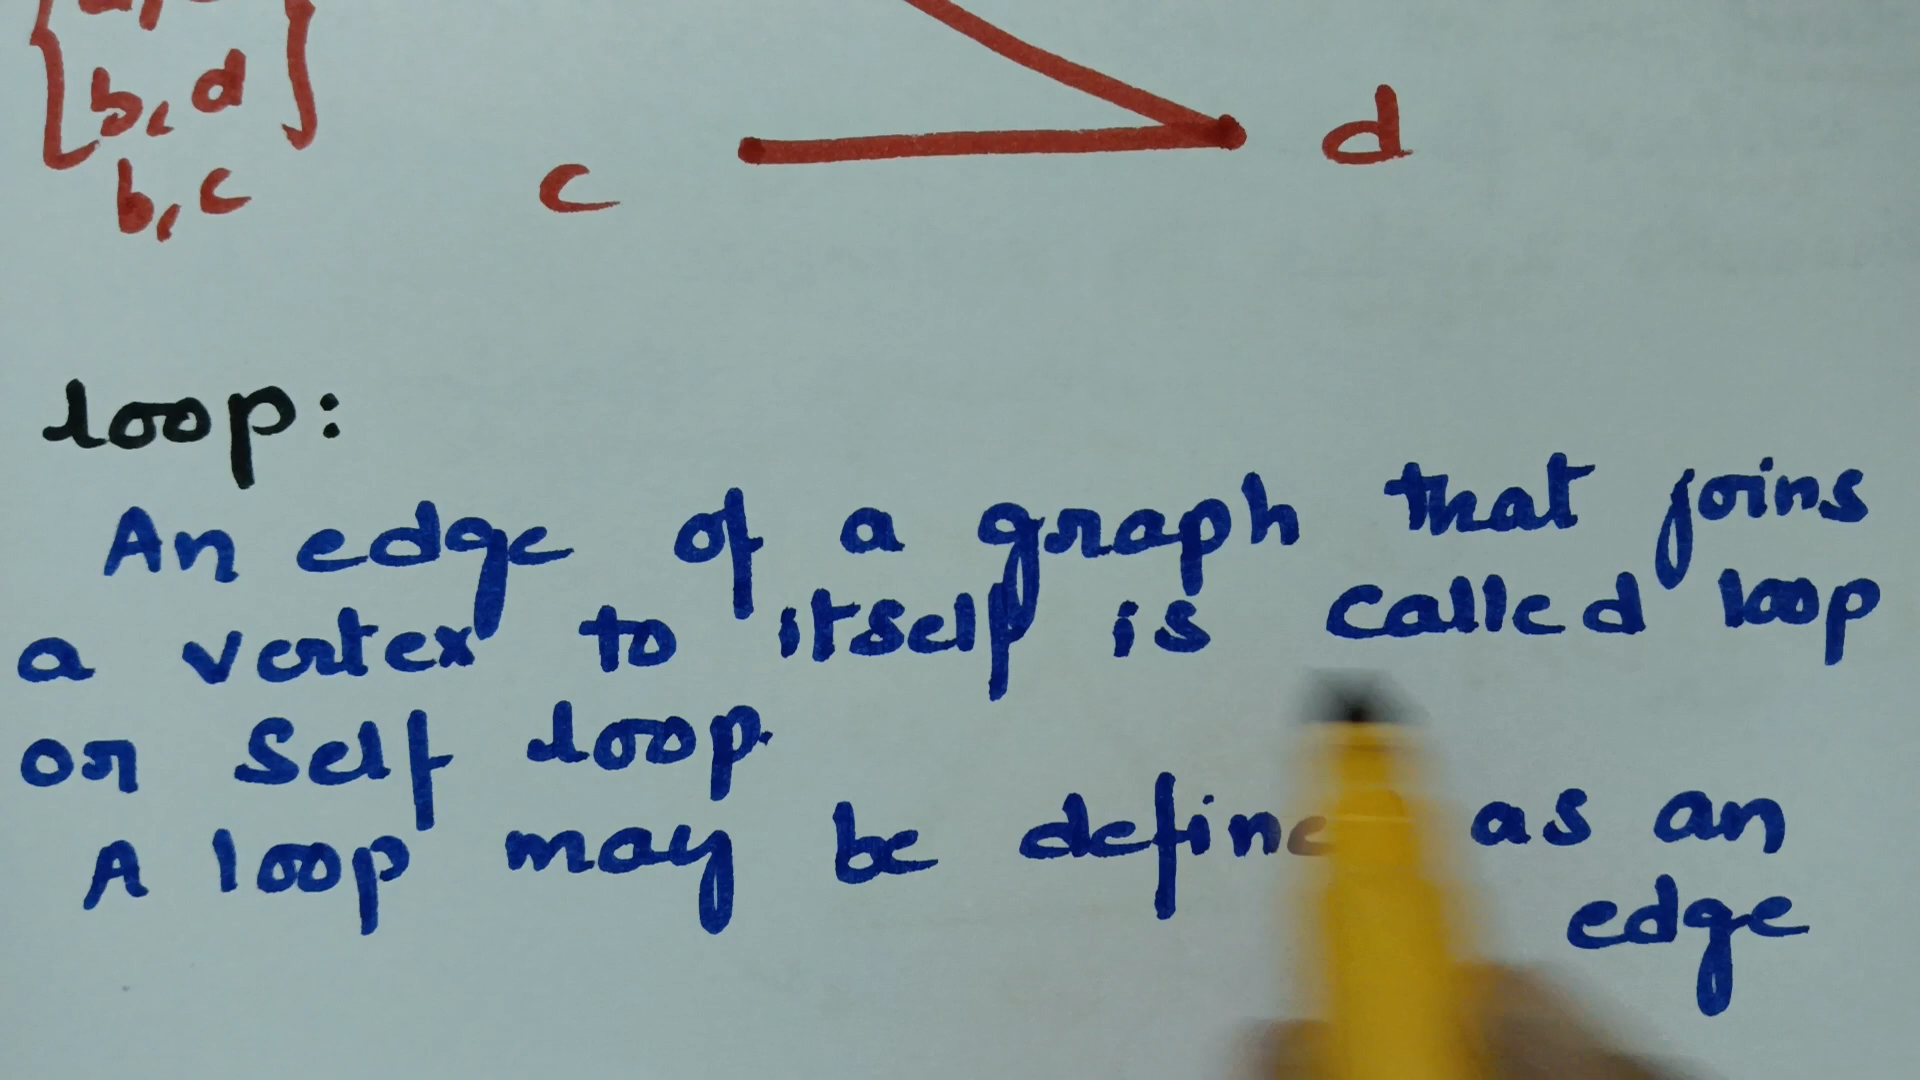 b, d
b, c
c
d
loop:
An edge of a graph that joins
a vertex to itself is called loop
or self loop.
A loop may be define as an
edge